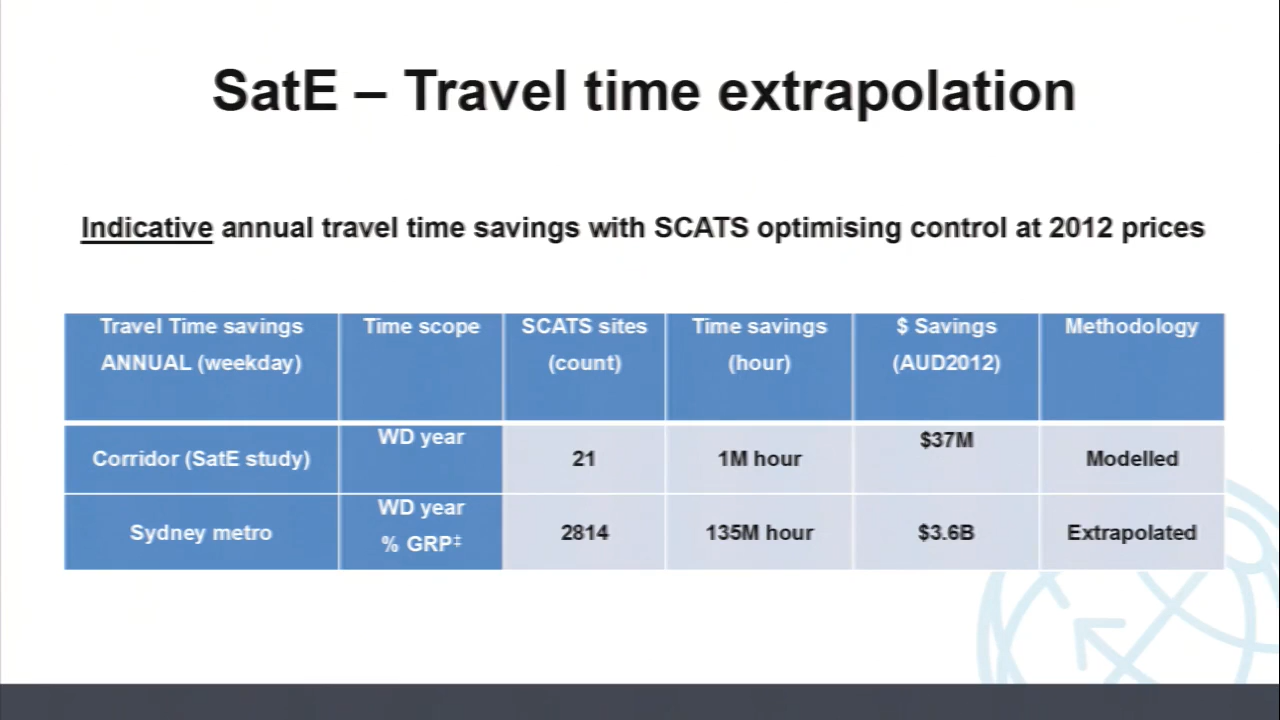 SatE – Travel time extrapolation
Indicative annual travel time savings with SCATS optimising control at 2012 prices
Travel Time savings ANNUAL (weekday)
Time scope
SCATS sites (count)
Time savings (hour)
$ Savings (AUD2012)
Methodology
Corridor (SatE study)
WD year
21
1M hour
$37M
Modelled
Sydney metro
WD year
% GRP‡
2814
135M hour
$3.6B
Extrapolated